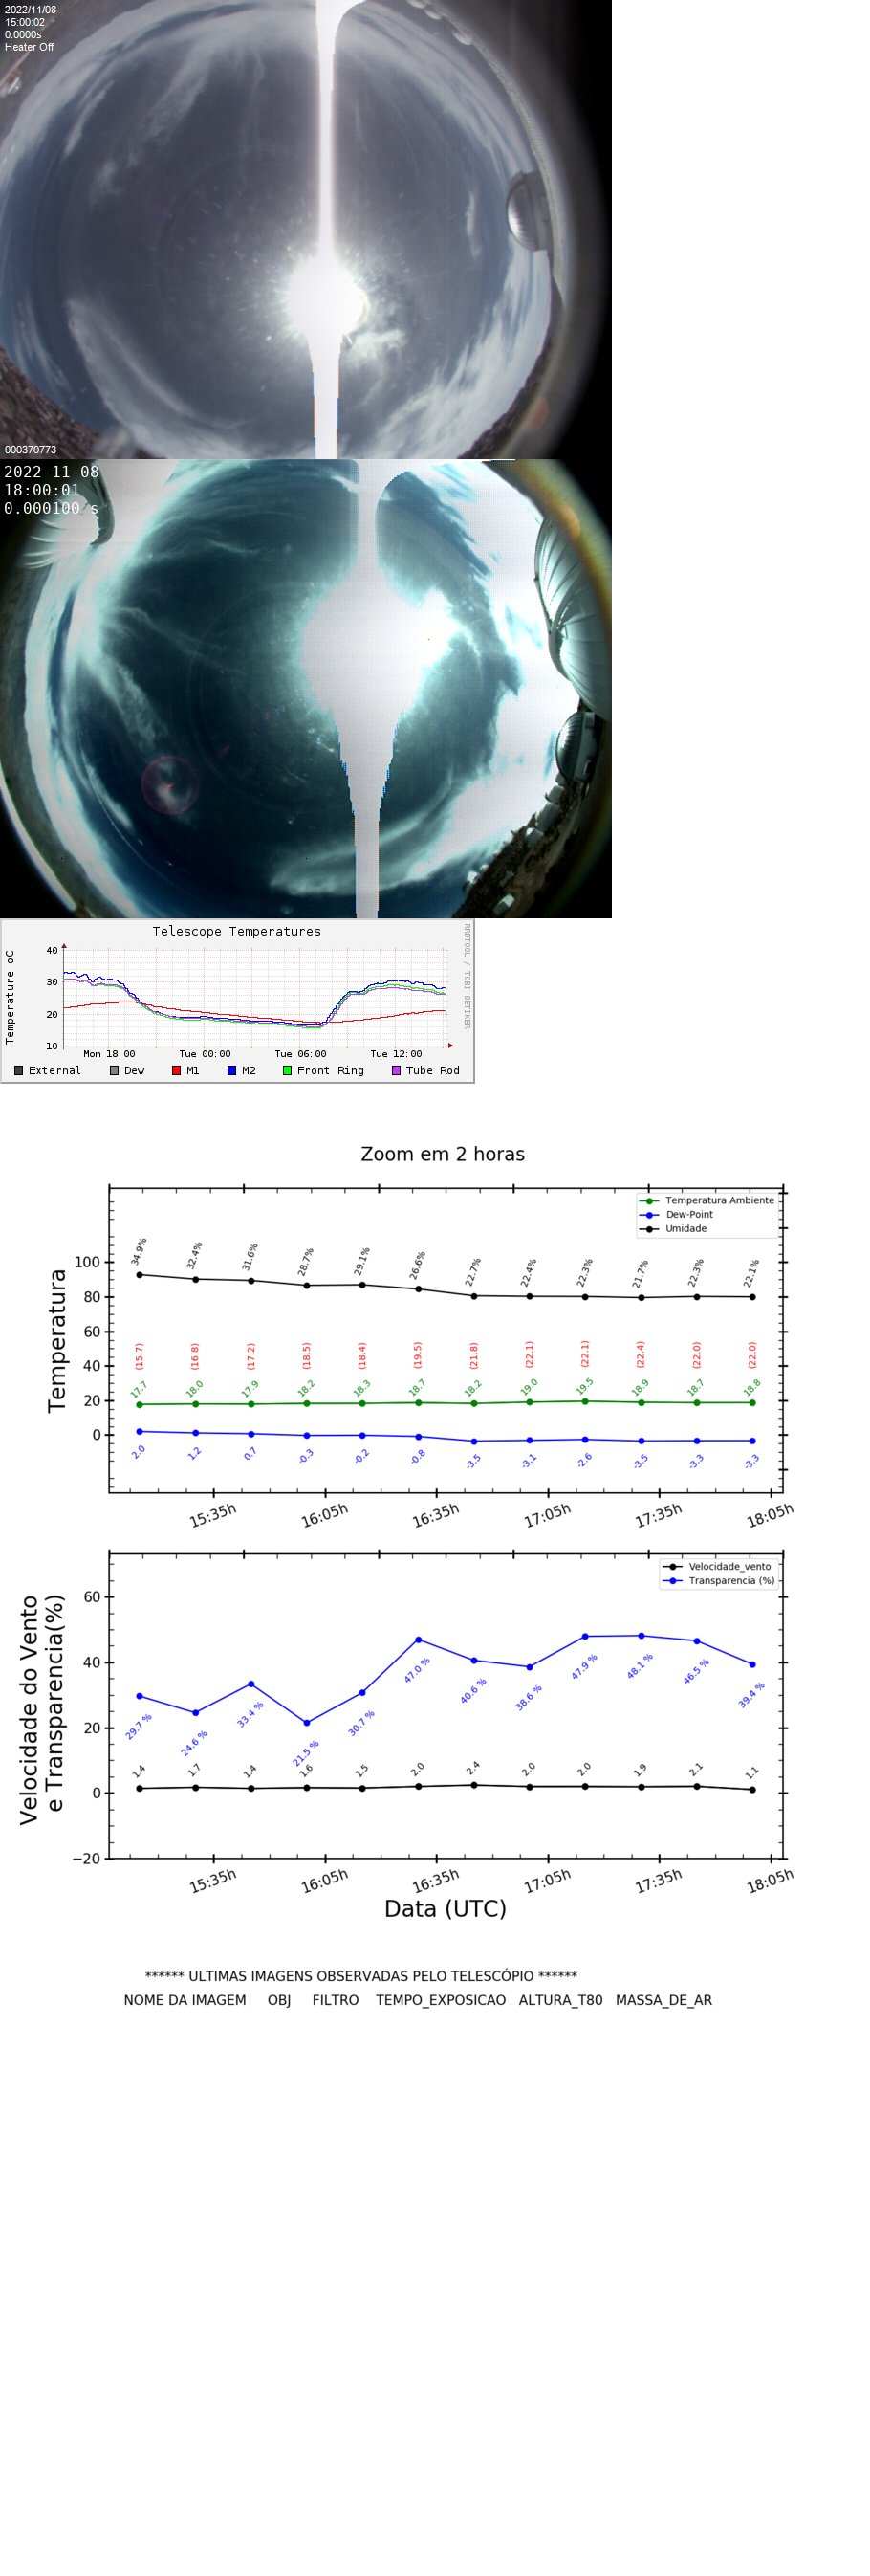 2022/11/08
15:00:02
0.0000s
Heater Off
000370773
2022-11-08
18:00:01
0.000100 s
Telescope Temperatures
RRDTOOL / TOBI OETIKER
Temperature oC
40
30
20
10
Mon 18:00 Tue 00:00 Tue 06:00 Tue 12:00
External Dew M1 M2 Front Ring Tube Rod
Zoom em 2 horas
Temperatura Ambiente
Dew-Point
Umidade
Temperatura
100
80
60
40
20
0
34.9% 32.4% 31.6% 28.7% 29.1% 26.6% 22.7% 22.4% 22.3% 21.7% 22.3% 22.1%
(15.7) (16.8) (17.2) (18.5) (18.4) (19.5) (21.8) (22.1) (22.1) (22.4) (22.0) (22.0)
17.7 18.0 17.9 18.2 18.3 18.7 18.2 19.0 19.5 18.9 18.7 18.8
2.0 1.2 0.7 -0.3 -0.2 -0.8 -3.5 -3.1 -2.6 -3.5 -3.3 -3.3
15:35h 16:05h 16:35h 17:05h 17:35h 18:05h
Velocidade_vento
Transparencia (%)
Velocidade do Vento
e Transparencia(%)
60
40
20
0
−20
29.7 % 24.6 % 33.4 % 21.5 % 30.7 % 47.0 % 40.6 % 38.6 % 47.9 % 48.1 % 46.5 % 39.4 %
1.4 1.7 1.4 1.6 1.5 2.0 2.4 2.0 2.0 1.9 2.1 1.1
15:35h 16:05h 16:35h 17:05h 17:35h 18:05h
Data (UTC)
****** ULTIMAS IMAGENS OBSERVADAS PELO TELESCÓPIO ******
NOME DA IMAGEM OBJ FILTRO TEMPO_EXPOSICAO ALTURA_T80 MASSA_DE_AR